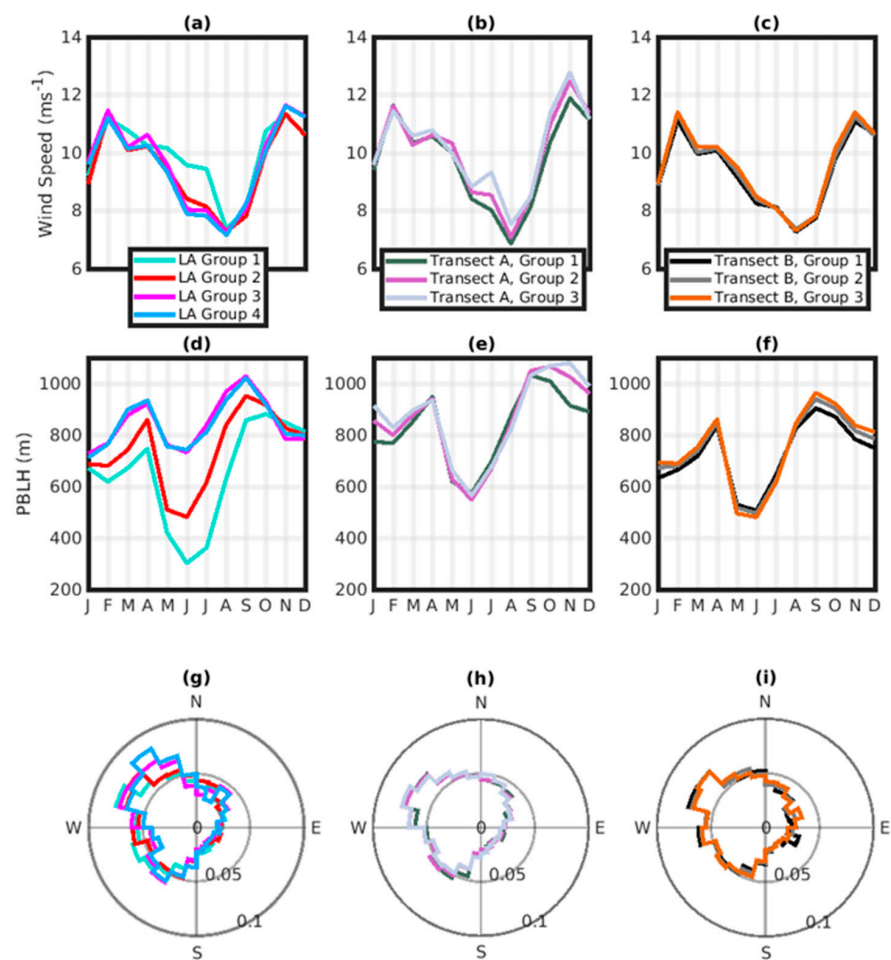 (a)
(b)
(c)
Wind Speed (ms-1)
14
12
10
8
6
14
12
10
8
6
14
12
10
8
6
LA Group 1
LA Group 2
LA Group 3
LA Group 4
Transect A, Group 1
Transect A, Group 2
Transect A, Group 3
Transect B, Group 1
Transect B, Group 2
Transect B, Group 3
(d)
(e)
(f)
PBLH (m)
1000
800
600
400
200
J F M A M J J A S O N D
1000
800
600
400
200
J F M A M J J A S O N D
1000
800
600
400
200
J F M A M J J A S O N D
(g)
N
W
0
E
0.05
0.1
S
(h)
N
W
0
E
0.05
0.1
S
(i)
N
W
0
E
0.05
0.1
S